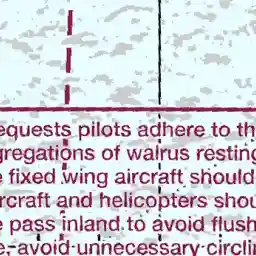 equests pilots adhere to th
gregations of walrus resting
e fixed wing aircraft should
rcraft and helicopters shou
e pass inland to avoid flush
e, avoid unnecessary circli